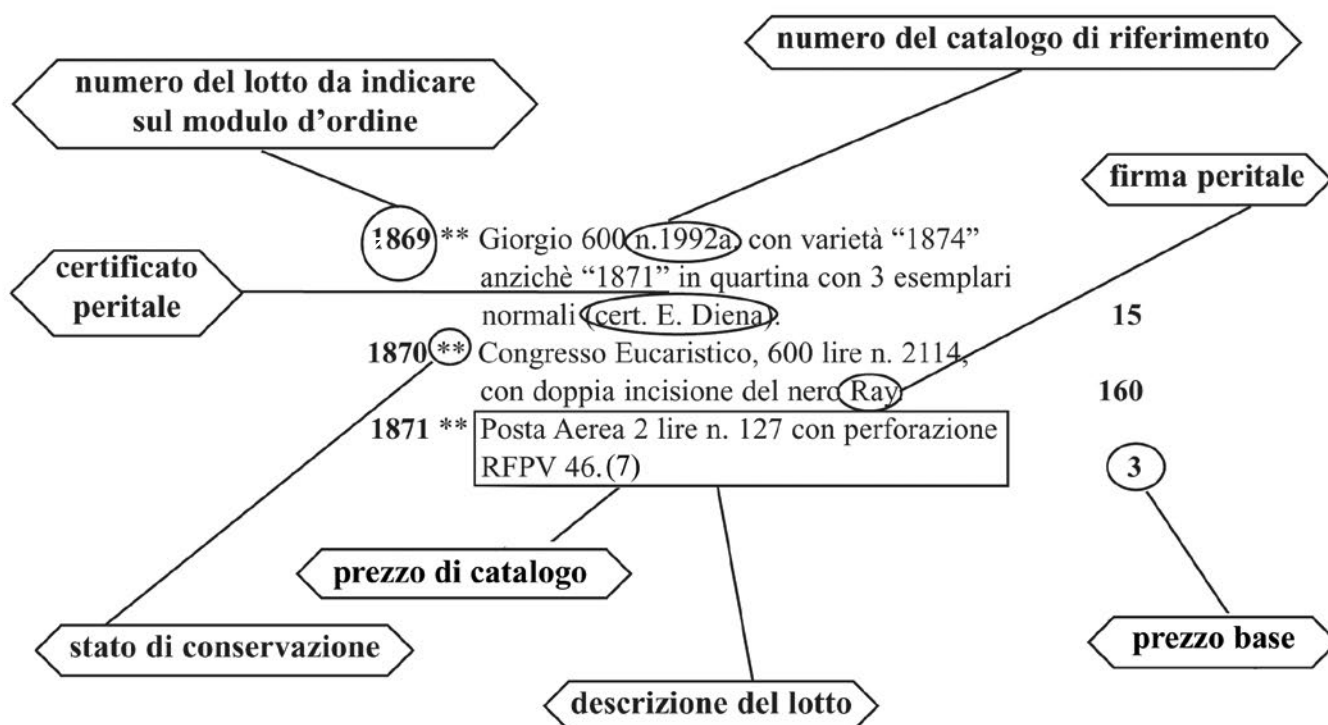 numero del catalogo di riferimento
numero del lotto da indicare
sul modulo d'ordine
firma peritale
1869 ** Giorgio 600 n.1992a, con varietà “1874”
anzichè “1871” in quartina con 3 esemplari
normali (cert. E. Diena). 15
certificato
peritale
1870 ** Congresso Eucaristico, 600 lire n. 2114,
con doppia incisione del nero Ray. 160
1871 ** Posta Aerea 2 lire n. 127 con perforazione
RFPV 46. (7) 3
prezzo di catalogo
stato di conservazione
prezzo base
descrizione del lotto